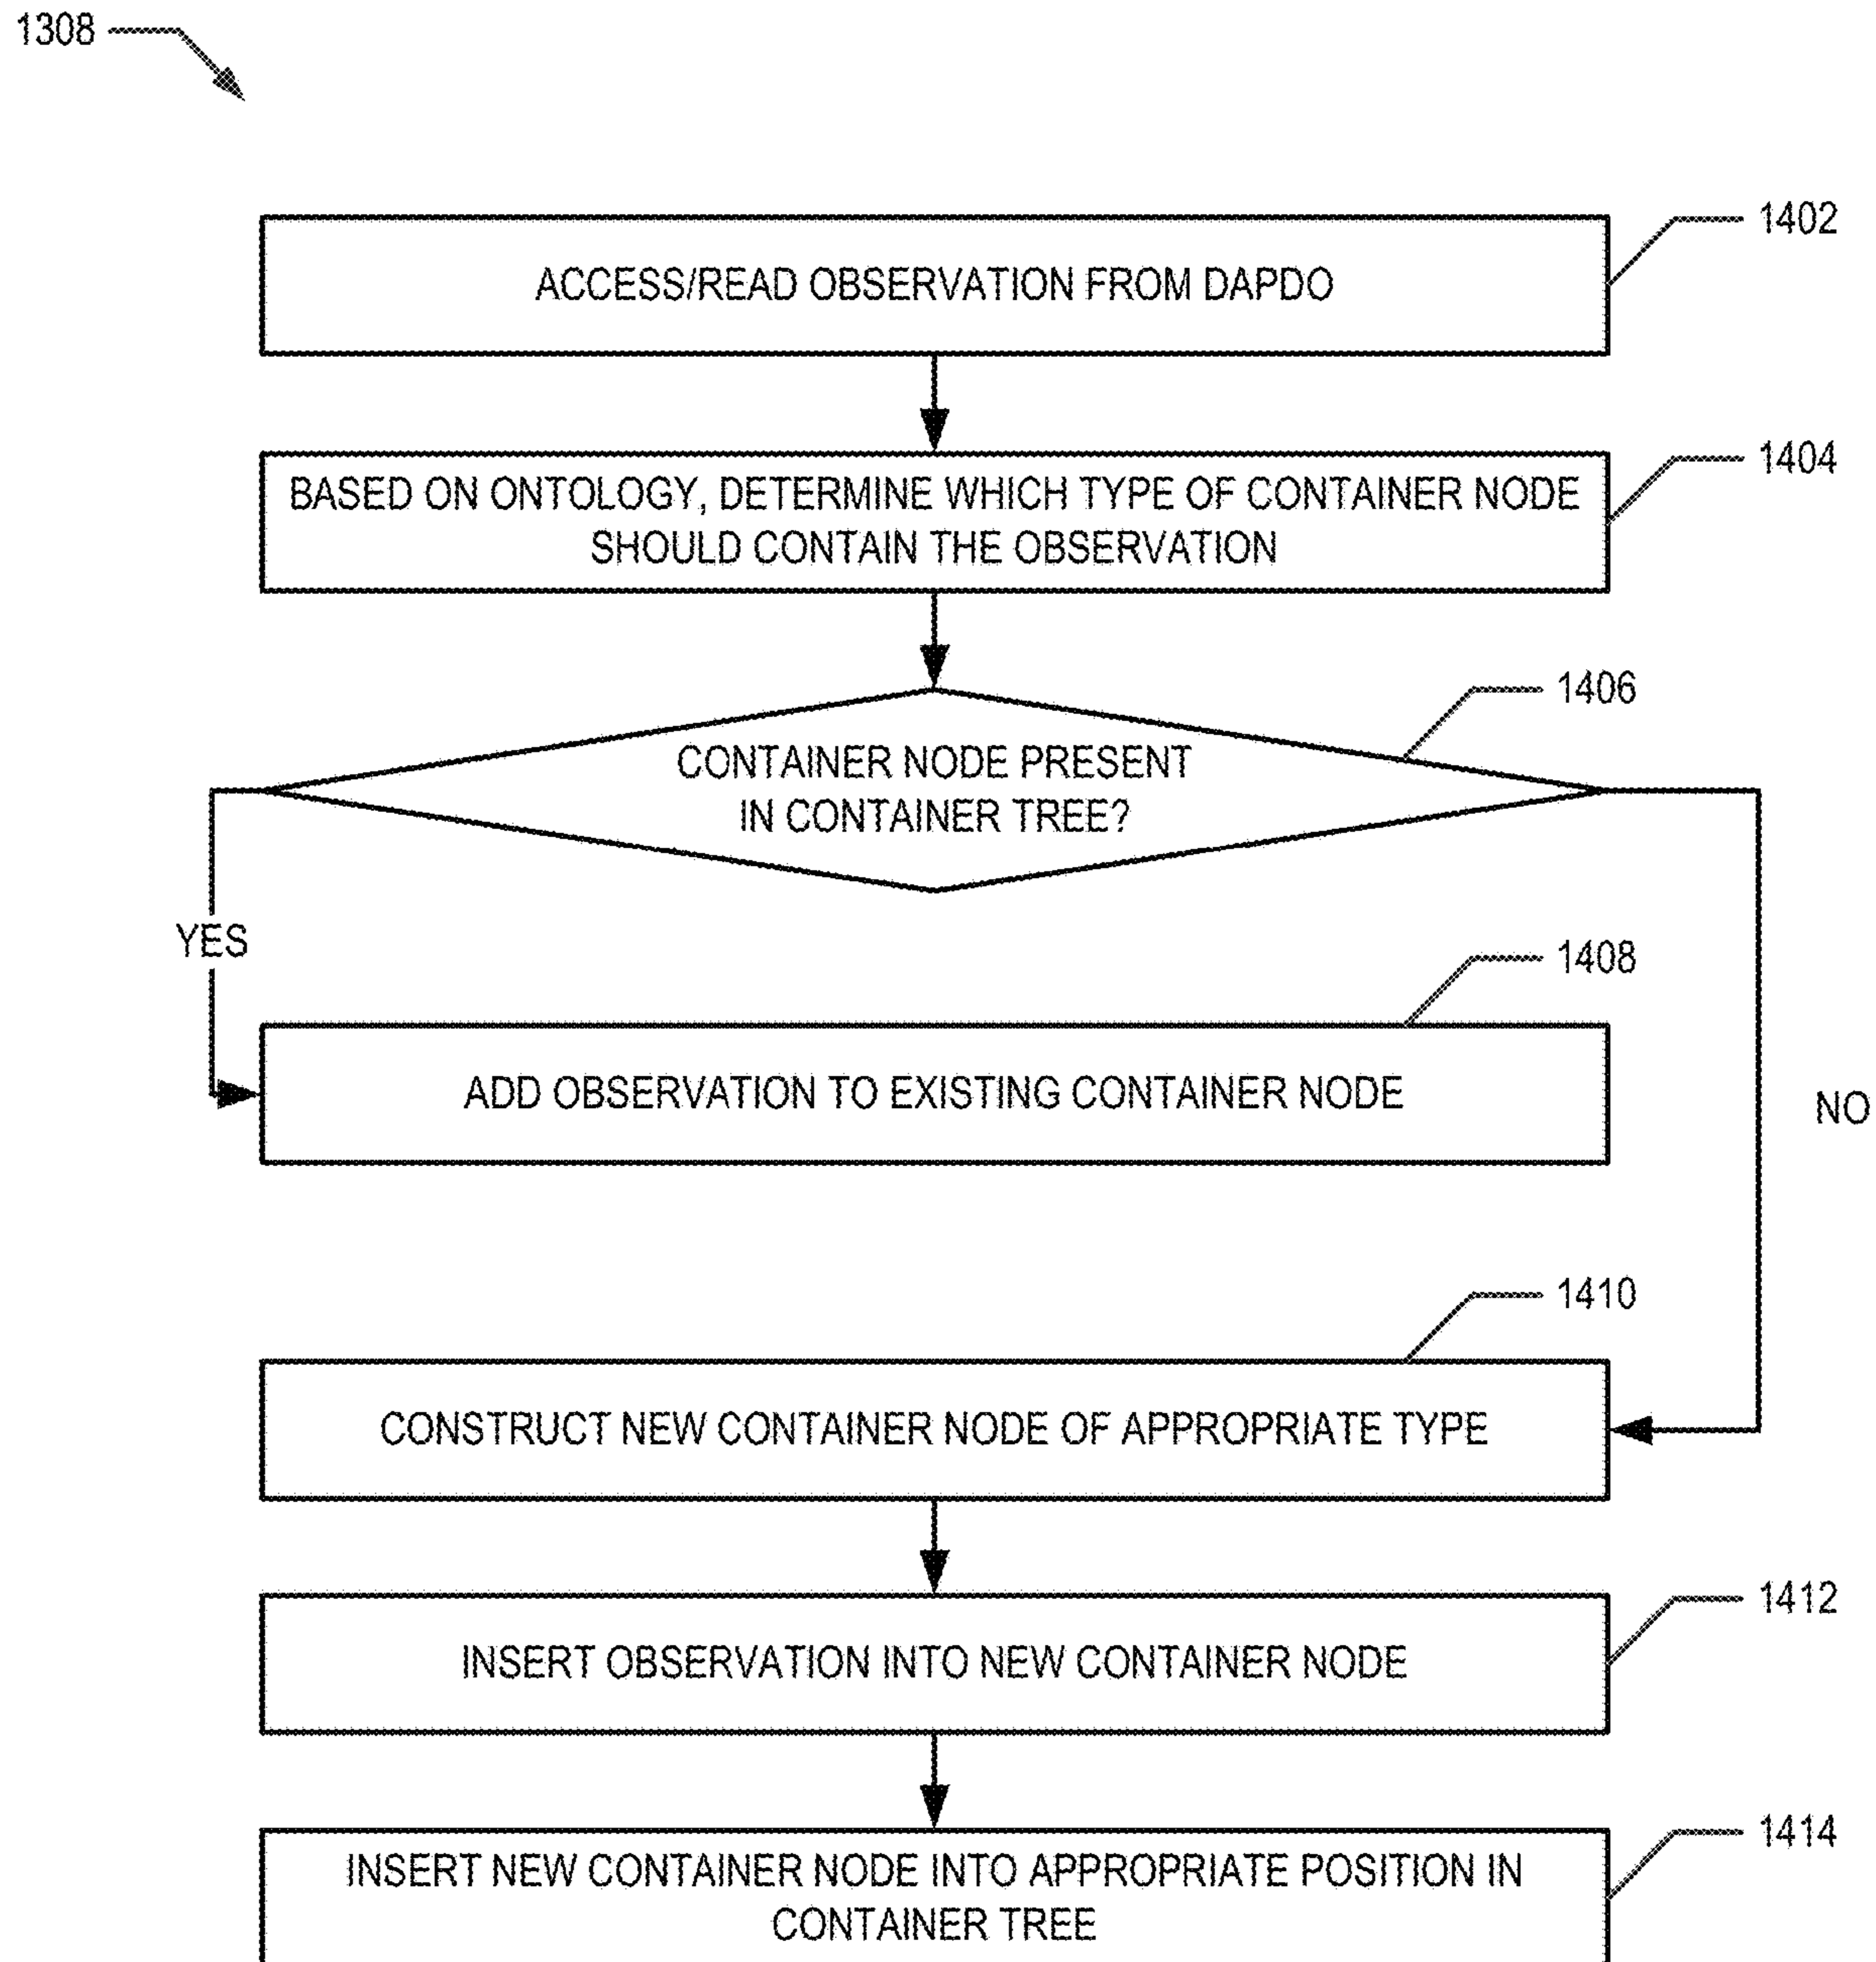 1308
1402
ACCESS/READ OBSERVATION FROM DAPDO
1404
BASED ON ONTOLOGY, DETERMINE WHICH TYPE OF CONTAINER NODE
SHOULD CONTAIN THE OBSERVATION
1406
CONTAINER NODE PRESENT
IN CONTAINER TREE?
YES
1408
ADD OBSERVATION TO EXISTING CONTAINER NODE
NO
1410
CONSTRUCT NEW CONTAINER NODE OF APPROPRIATE TYPE
1412
INSERT OBSERVATION INTO NEW CONTAINER NODE
1414
INSERT NEW CONTAINER NODE INTO APPROPRIATE POSITION IN
CONTAINER TREE